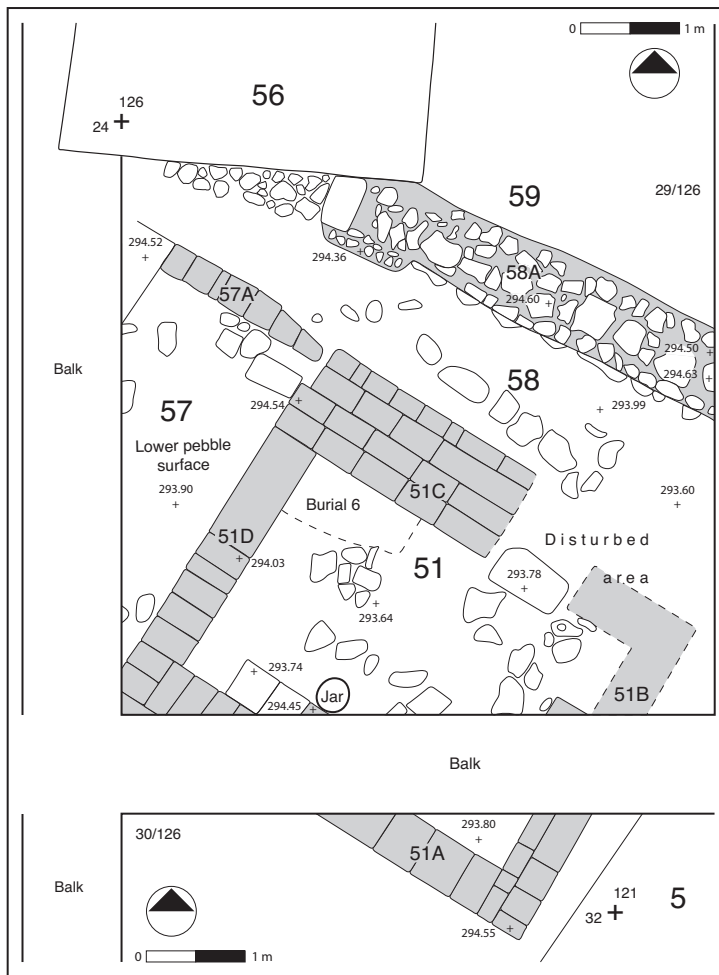 0 1 m
56
126
24
59
29/126
294.52
294.36
58A
294.60
57A
294.50
294.63
Balk
58
57
294.54
293.99
Lower pebble
surface
293.90
51C
Burial 6
293.60
51D
294.03
51
Disturbed
area
293.78
293.64
293.74
Jar
294.45
51B
Balk
30/126
293.80
51A
Balk
121
32
5
294.55
0 1 m